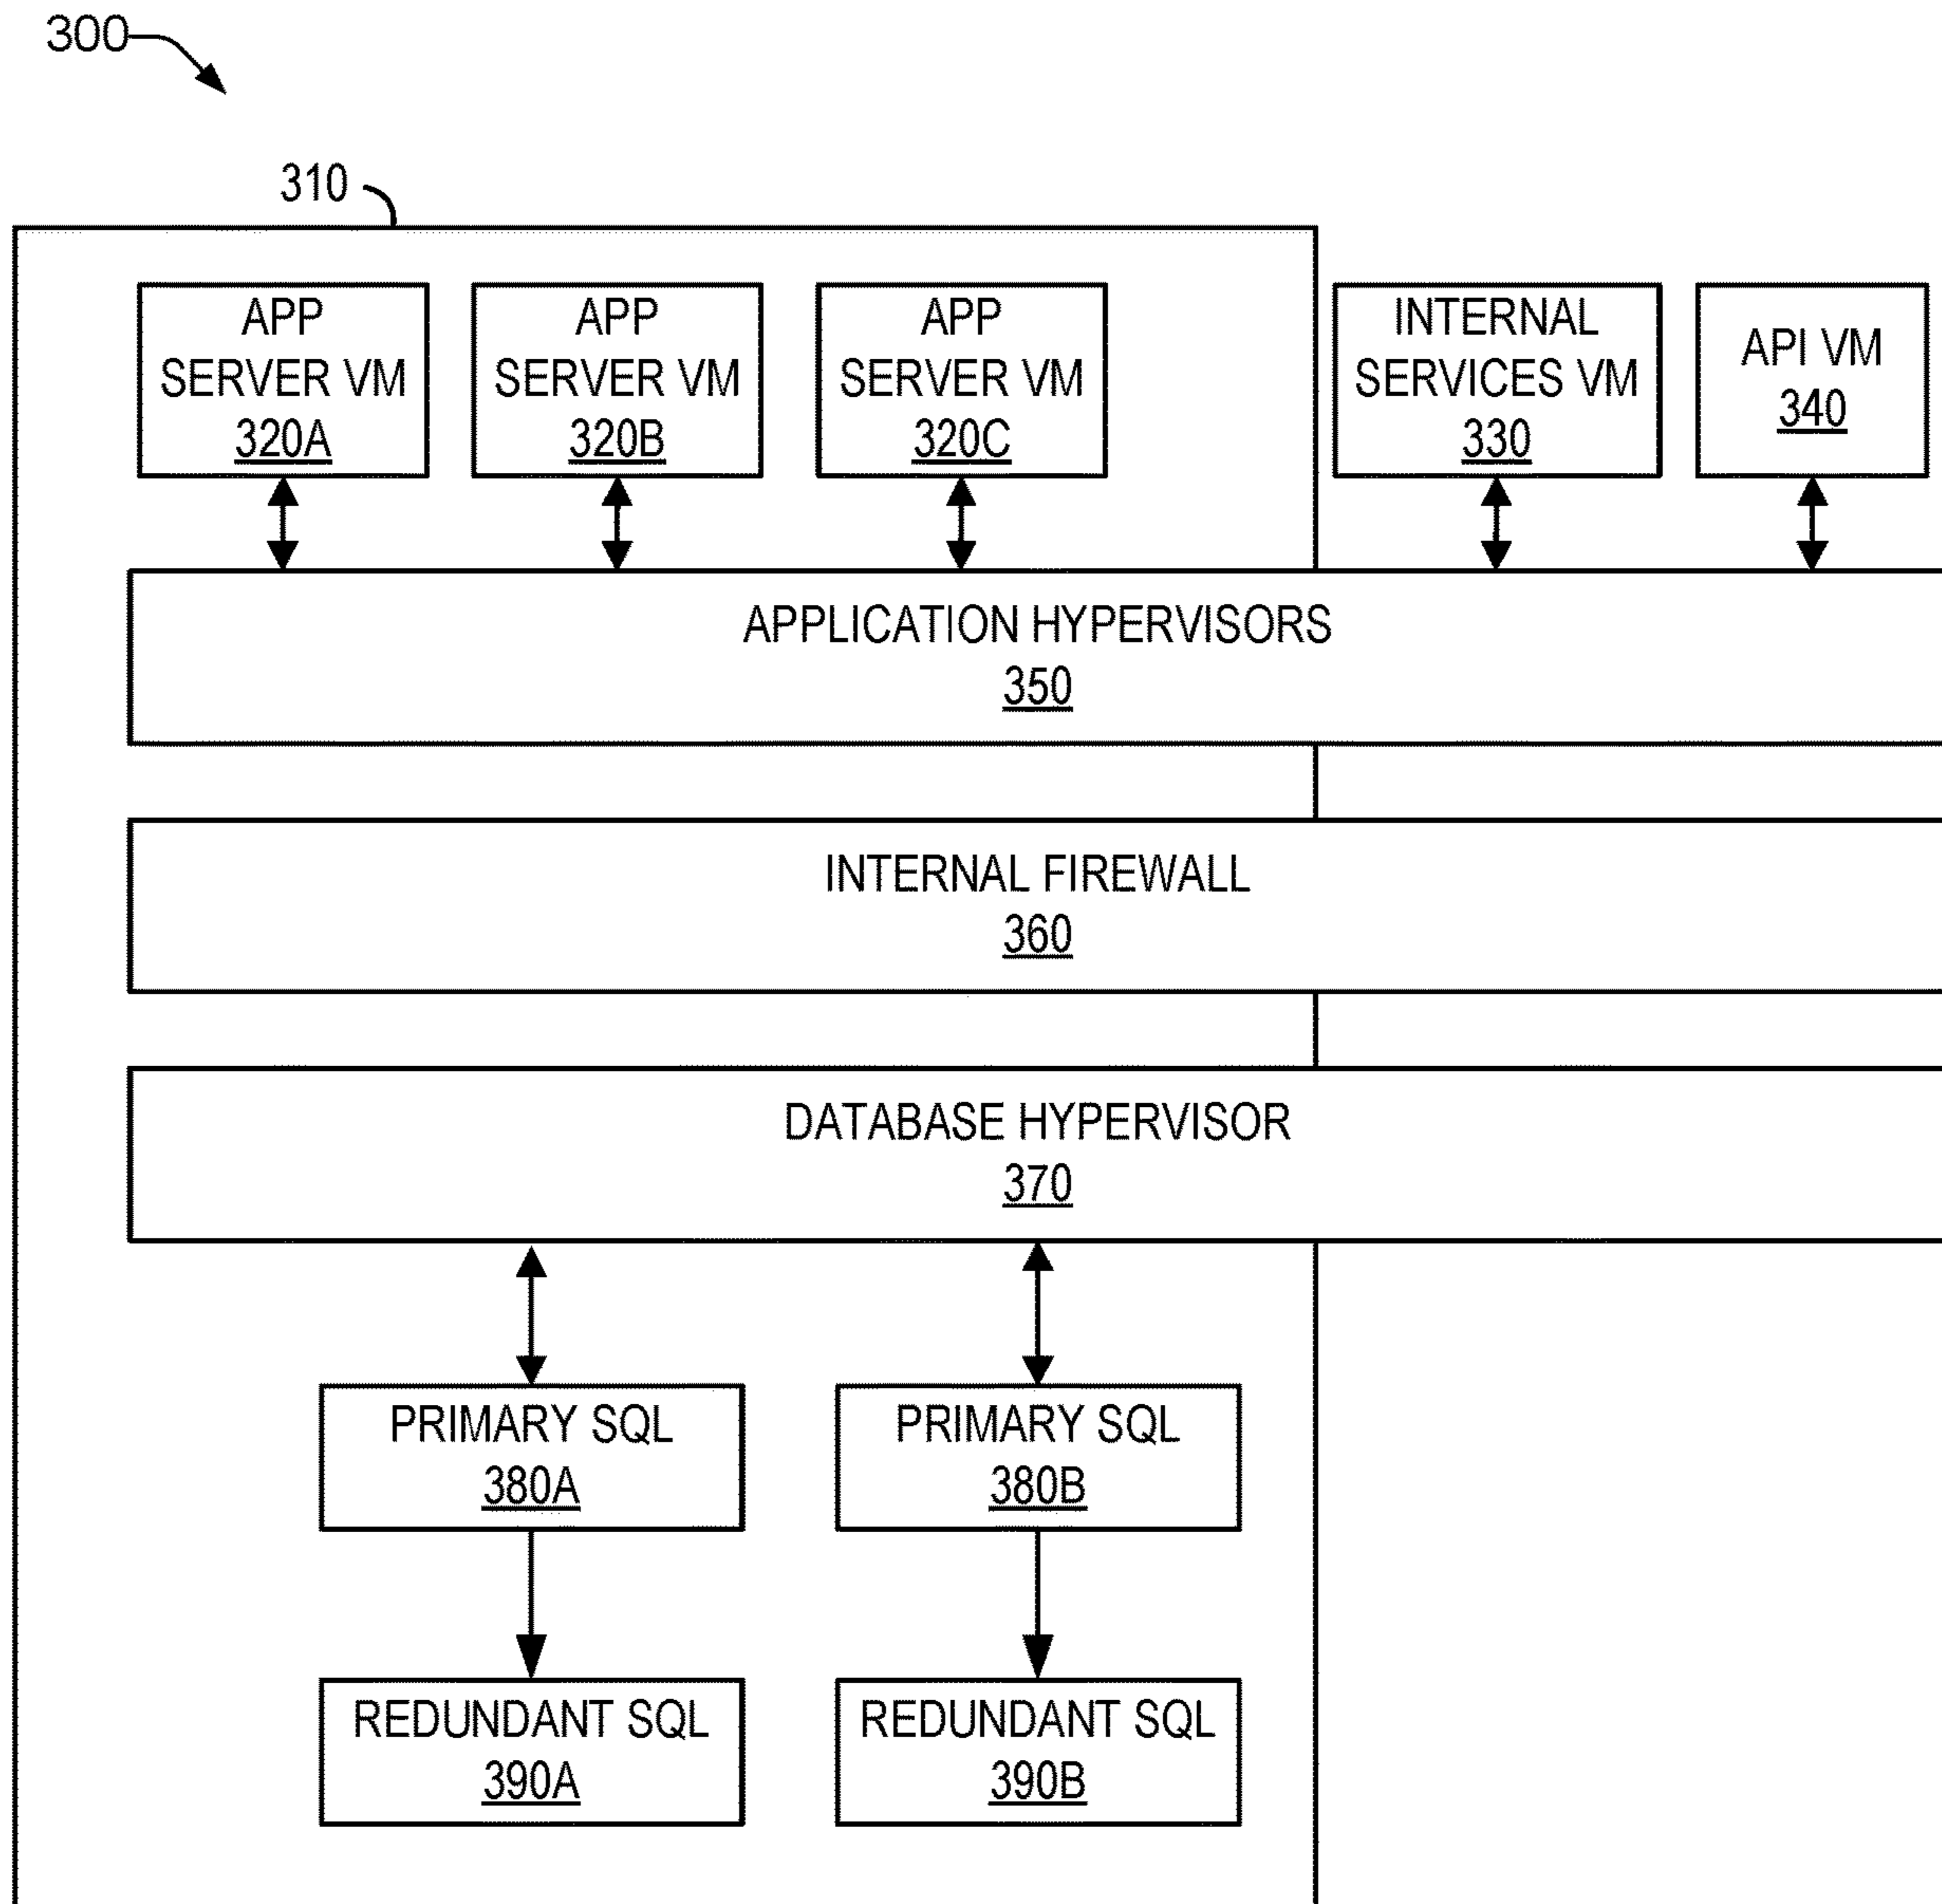 300
310
APP
SERVER VM
320A
APP
SERVER VM
320B
APP
SERVER VM
320C
INTERNAL
SERVICES VM
330
API VM
340
APPLICATION HYPERVISORS
350
INTERNAL FIREWALL
360
DATABASE HYPERVISOR
370
PRIMARY SQL
380A
PRIMARY SQL
380B
REDUNDANT SQL
390A
REDUNDANT SQL
390B